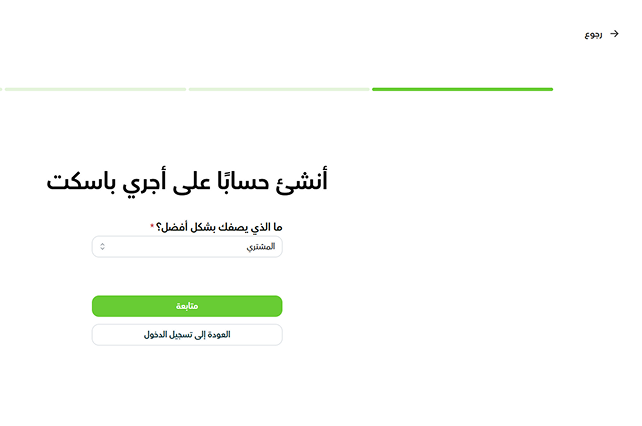 رجوع
أنشئ حسابًا على أجري باسكت
ما الذي يصفك بشكل أفضل؟ *
المشتري
متابعة
العودة إلى تسجيل الدخول